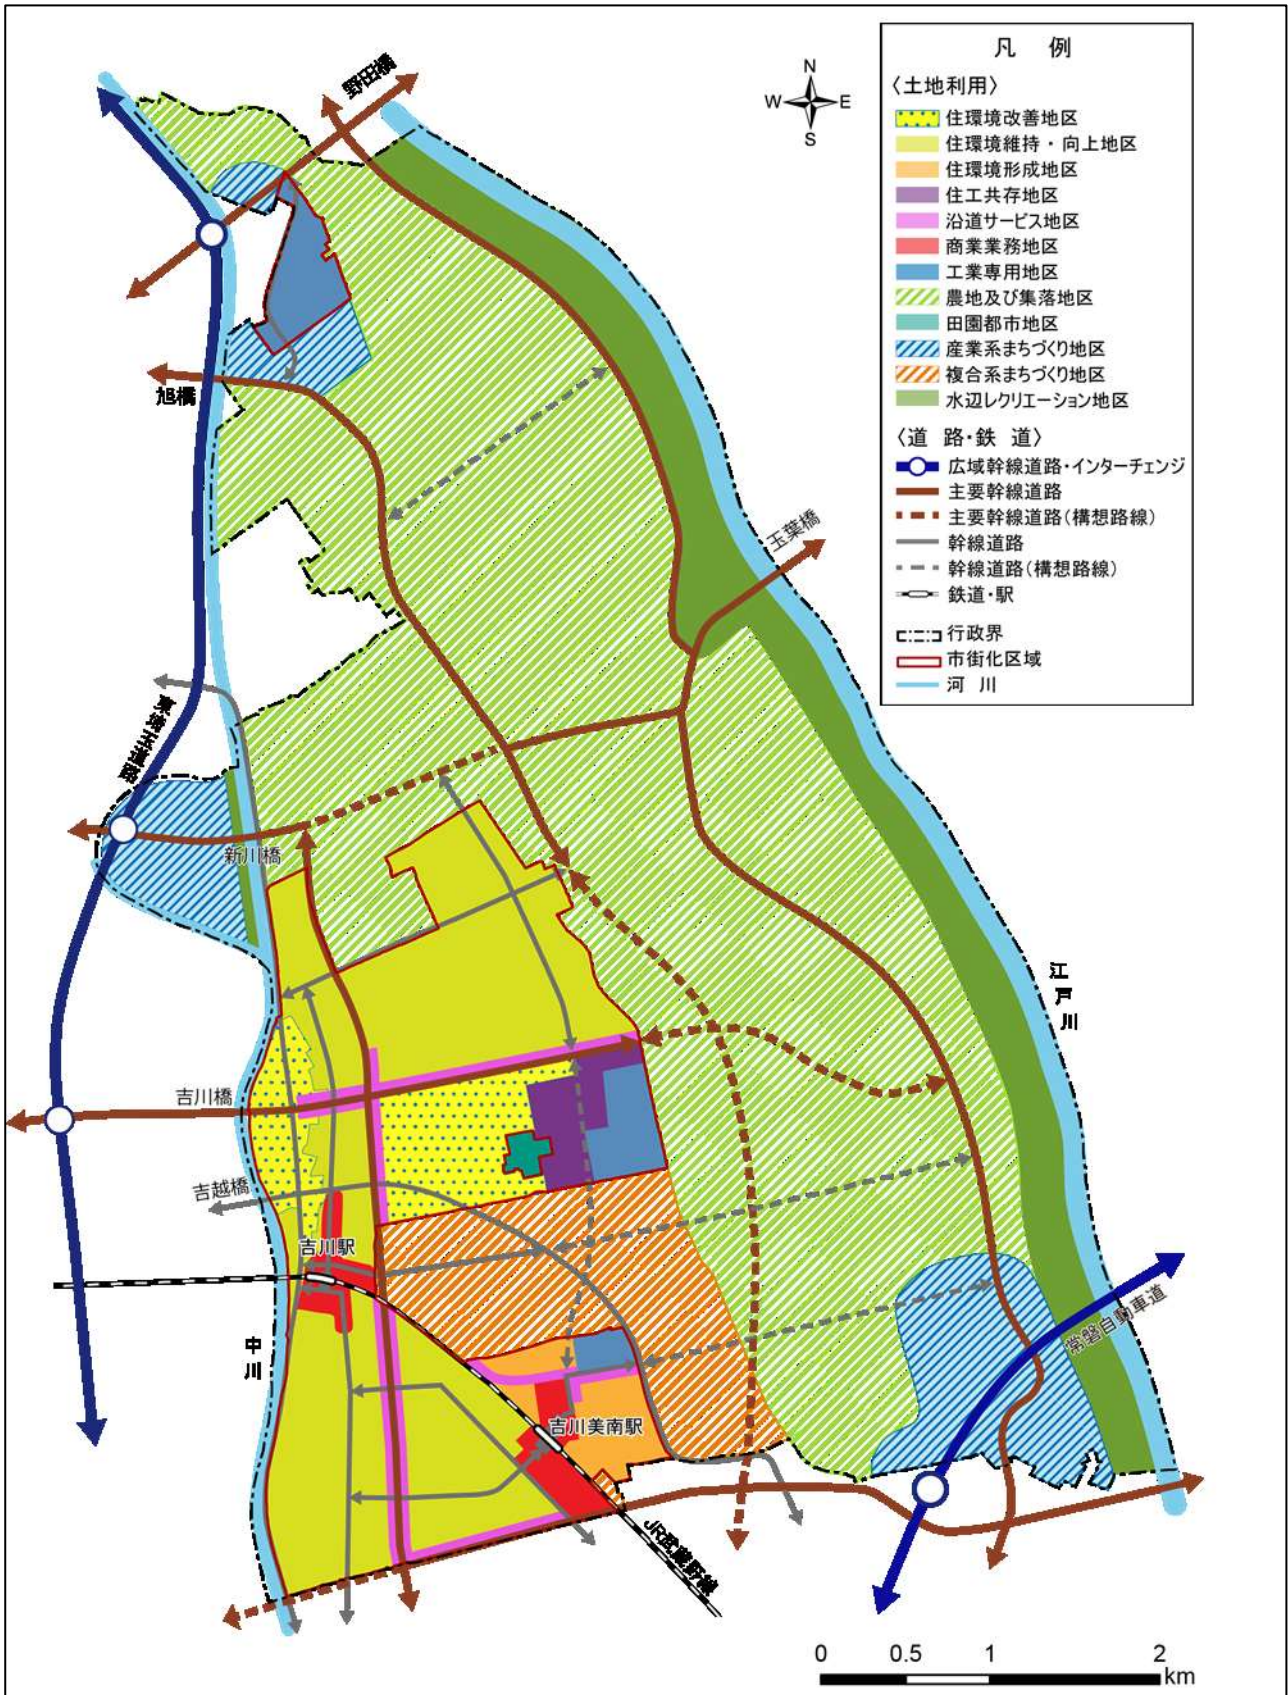 凡 例
〈土地利用〉
住環境改善地区
住環境維持・向上地区
住環境形成地区
住工共存地区
沿道サービス地区
商業業務地区
工業専用地区
農地及び集落地区
田園都市地区
産業系まちづくり地区
複合系まちづくり地区
水辺レクリエーション地区
〈道 路・鉄 道〉
広域幹線道路・インターチェンジ
主要幹線道路
主要幹線道路(構想路線)
幹線道路
幹線道路(構想路線)
鉄道・駅
行政界
市街化区域
河 川
N
W E
S
野田橋
旭橋
玉葉橋
東埼玉道路
新川橋
江戸川
吉川橋
吉越橋
吉川駅
中川
常磐自動車道
吉川美南駅
JR武蔵野線
0 0.5 1 2
km